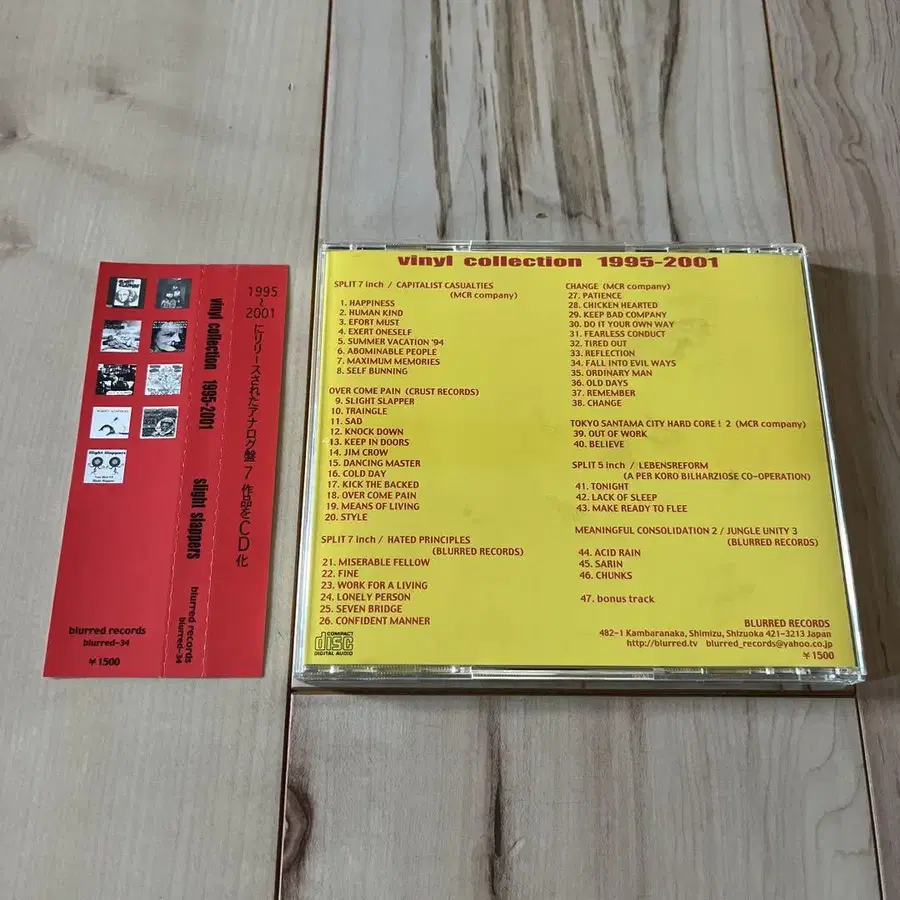 1995
~
2001
にリリースされたアナログ盤7作品をCD化
vinyl collection 1995-2001
slight slappers
blurred records
blurred-34
blurred records
blurred-34
￥1500
vinyl collection 1995-2001
SPLIT 7 inch / CAPITALIST CASUALTIES
(MCR company)
1. HAPPINESS
2. HUMAN KIND
3. EFORT MUST
4. EXERT ONESELF
5. SUMMER VACATION '94
6. ABOMINABLE PEOPLE
7. MAXIMUM MEMORIES
8. SELF BUNNING
OVER COME PAIN (CRUST RECORDS)
9. SLIGHT SLAPPER
10. TRAINGLE
11. SAD
12. KNOCK DOWN
13. KEEP IN DOORS
14. JIM CROW
15. DANCING MASTER
16. COLD DAY
17. KICK THE BACKED
18. OVER COME PAIN
19. MEANS OF LIVING
20. STYLE
SPLIT 7 inch / HATED PRINCIPLES
(BLURRED RECORDS)
21. MISERABLE FELLOW
22. FINE
23. WORK FOR A LIVING
24. LONELY PERSON
25. SEVEN BRIDGE
26. CONFIDENT MANNER
COMPACT
disc
DIGITAL AUDIO
CHANGE (MCR company)
27. PATIENCE
28. CHICKEN HEARTED
29. KEEP BAD COMPANY
30. DO IT YOUR OWN WAY
31. FEARLESS CONDUCT
32. TIRED OUT
33. REFLECTION
34. FALL INTO EVIL WAYS
35. ORDINARY MAN
36. OLD DAYS
37. REMEMBER
38. CHANGE
TOKYO SANTAMA CITY HARD CORE! 2 (MCR company)
39. OUT OF WORK
40. BELIEVE
SPLIT 5 inch / LEBENSREFORM
(A PER KORO BILHARZIOSE CO-OPERATION)
41. TONIGHT
42. LACK OF SLEEP
43. MAKE READY TO FLEE
MEANINGFUL CONSOLIDATION 2 / JUNGLE UNITY 3
(BLURRED RECORDS)
44. ACID RAIN
45. SARIN
46. CHUNKS
47. bonus track
BLURRED RECORDS
482-1 Kambaranaka, Shimizu, Shizuoka 421-3213 Japan
http://blurred.tv blurred_records@yahoo.co.jp
￥1500